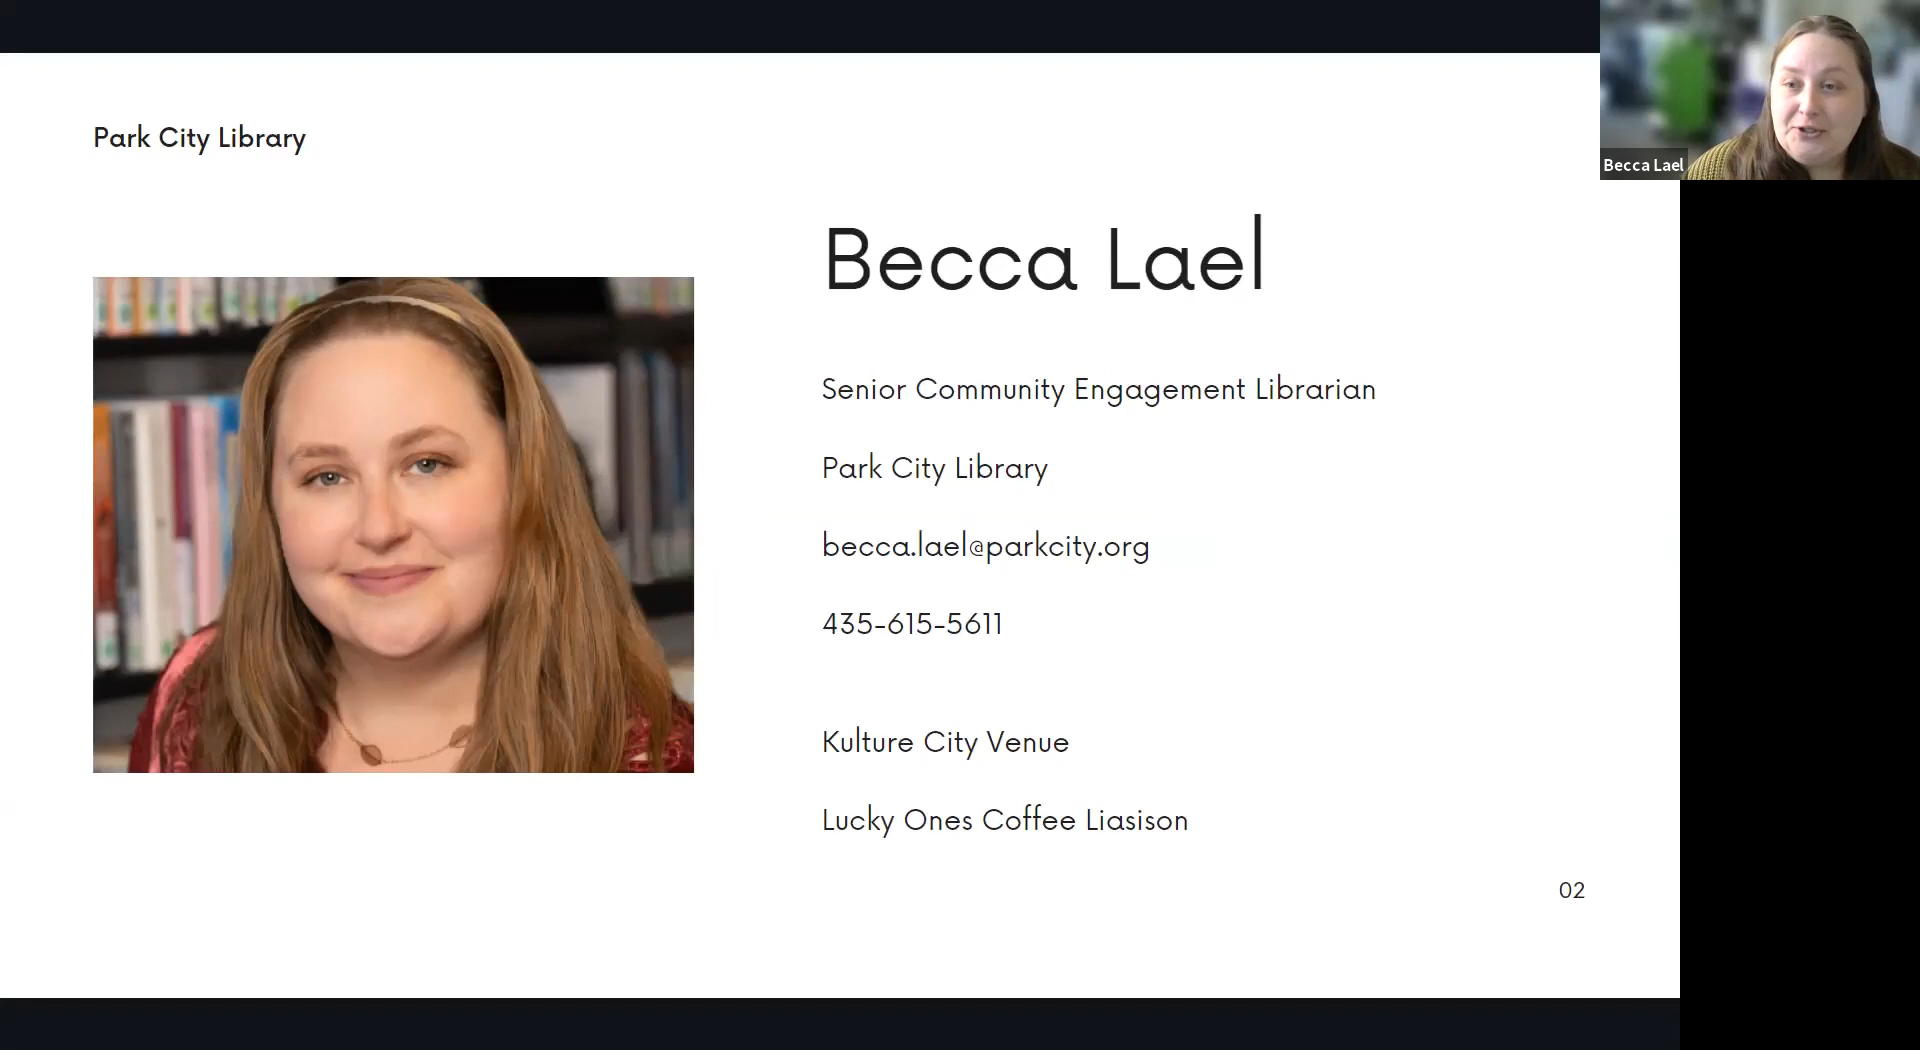 Park City Library
Becca Lael
Becca Lael
Senior Community Engagement Librarian
Park City Library
becca.lael@parkcity.org
435-615-5611
Kulture City Venue
Lucky Ones Coffee Liasison
02